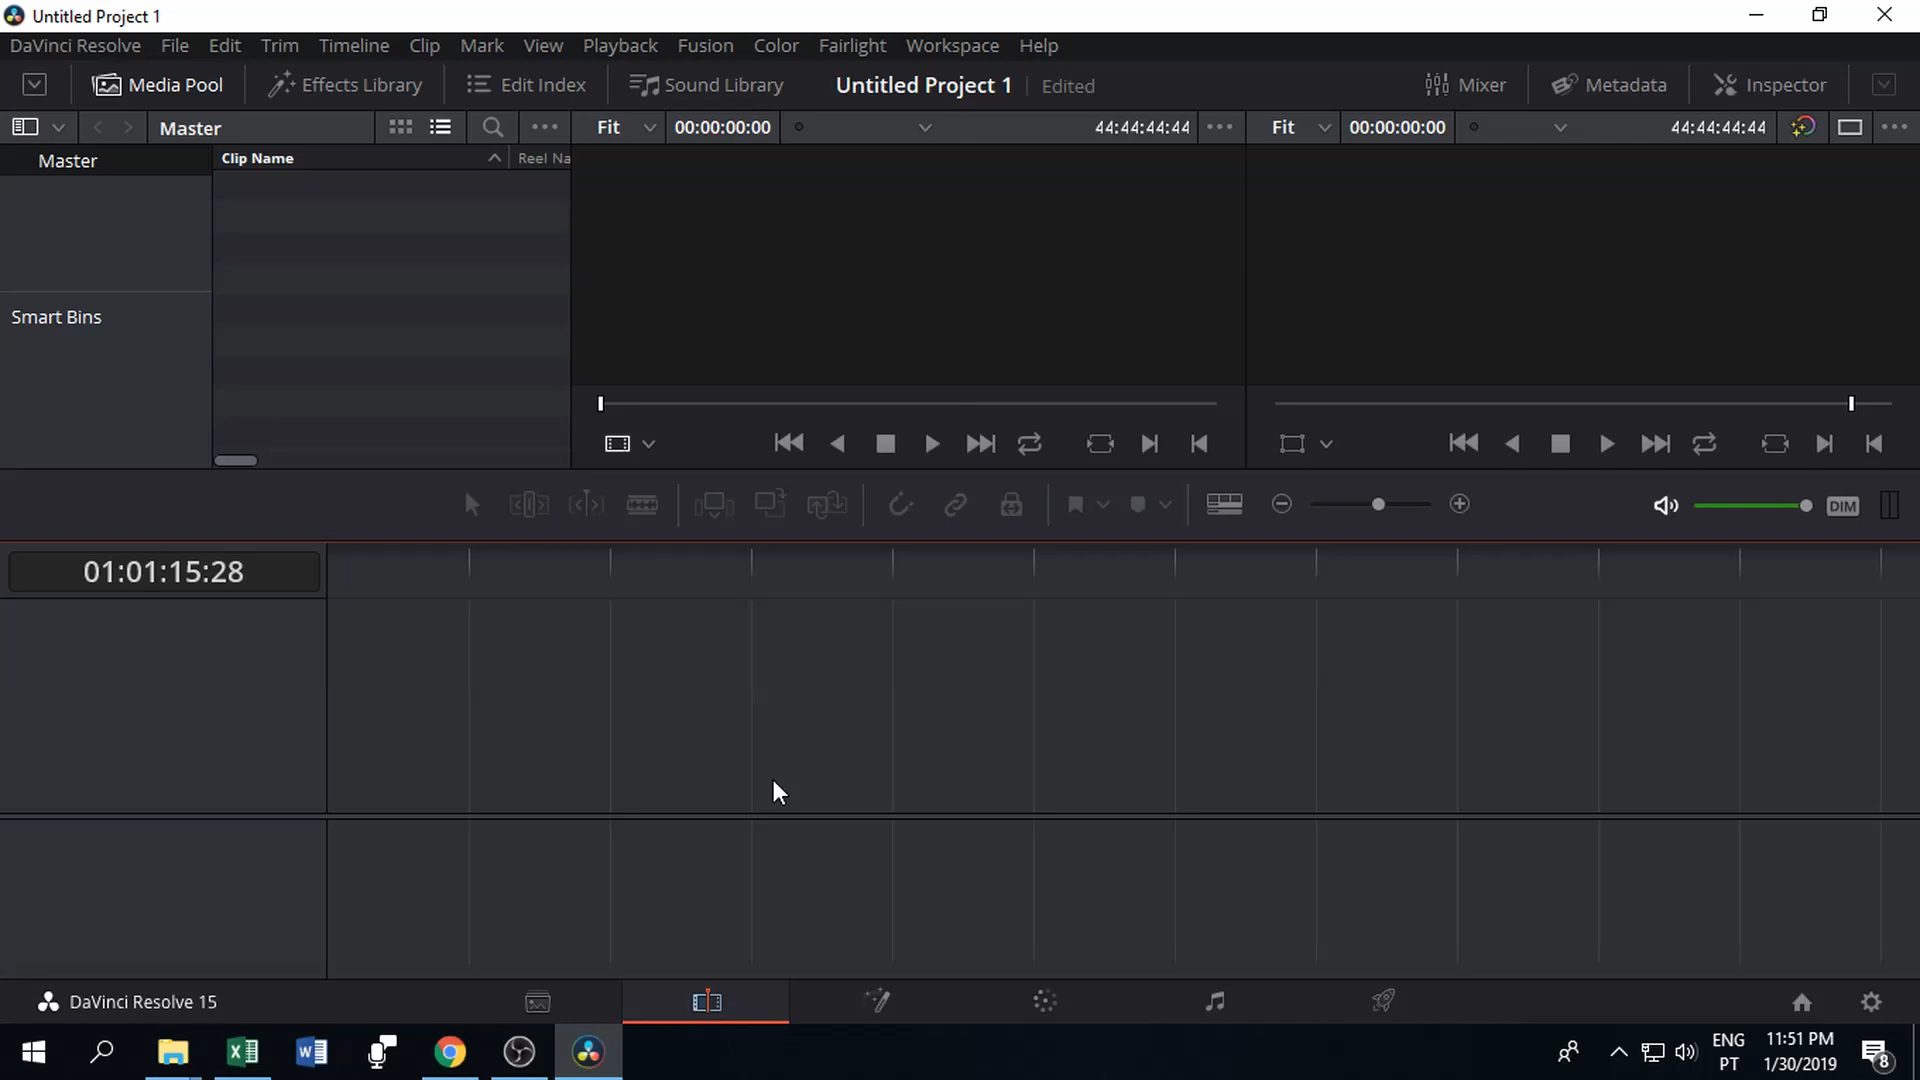 Untitled Project 1
DaVinci Resolve File Edit Trim Timeline Clip Mark View Playback Fusion Color Fairlight Workspace Help
Media Pool Effects Library Edit Index Sound Library Untitled Project 1 Edited Mixer Metadata Inspector
Master Fit 00:00:00:00 44:44:44:44 Fit 00:00:00:00 44:44:44:44
Master Clip Name Reel Na
Smart Bins
DIM
01:01:15:28
DaVinci Resolve 15
ENG 11:51 PM
PT 1/30/2019 8